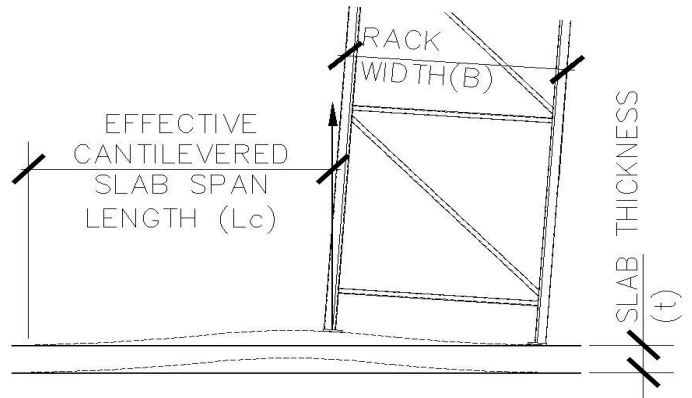 RACK
WIDTH(B)
EFFECTIVE
CANTILEVERED
SLAB SPAN
LENGTH (Lc)
SLAB THICKNESS
(t)